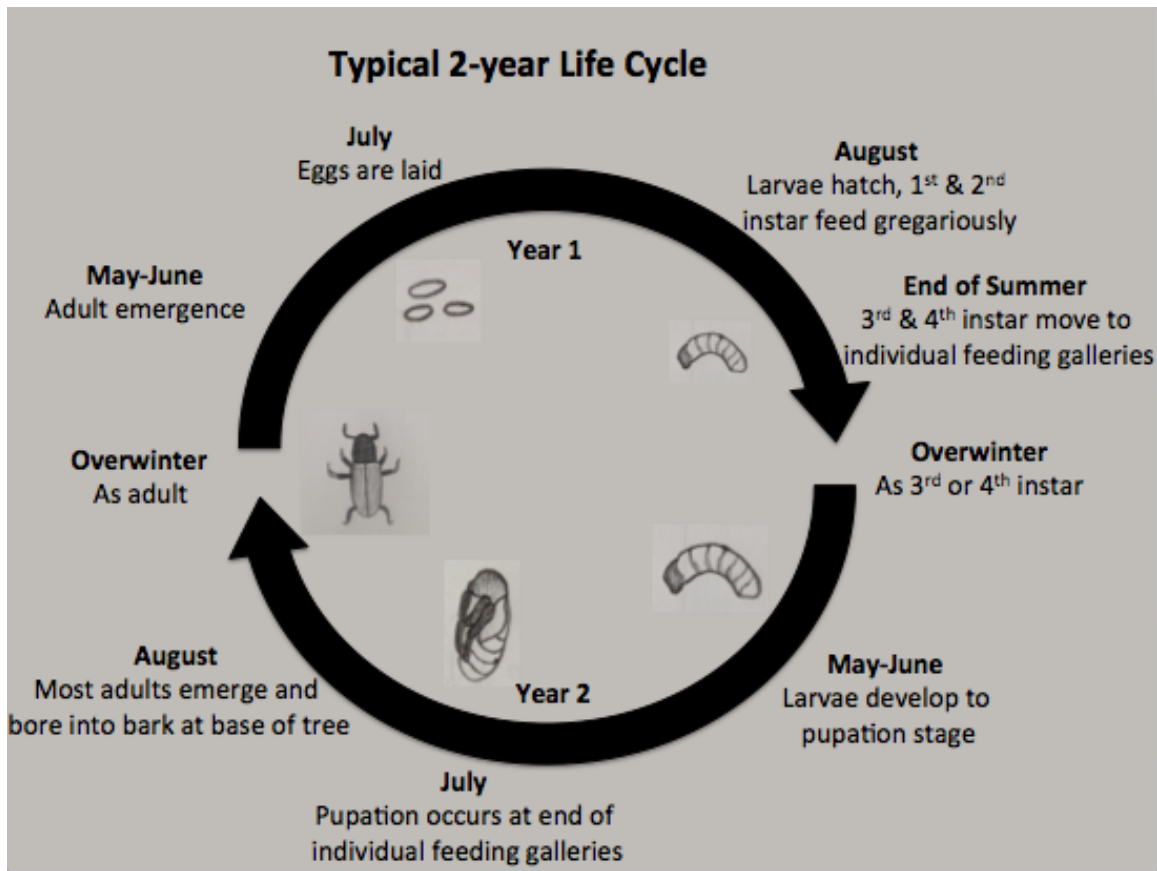 Typical 2-year Life Cycle
July
Eggs are laid
August
Larvae hatch, 1st & 2nd
instar feed gregariously
Year 1
May-June
Adult emergence
End of Summer
3rd & 4th instar move to
individual feeding galleries
Overwinter
As adult
Overwinter
As 3rd or 4th instar
May-June
Larvae develop to
pupation stage
August
Most adults emerge and
bore into bark at base of tree
Year 2
July
Pupation occurs at end of
individual feeding galleries